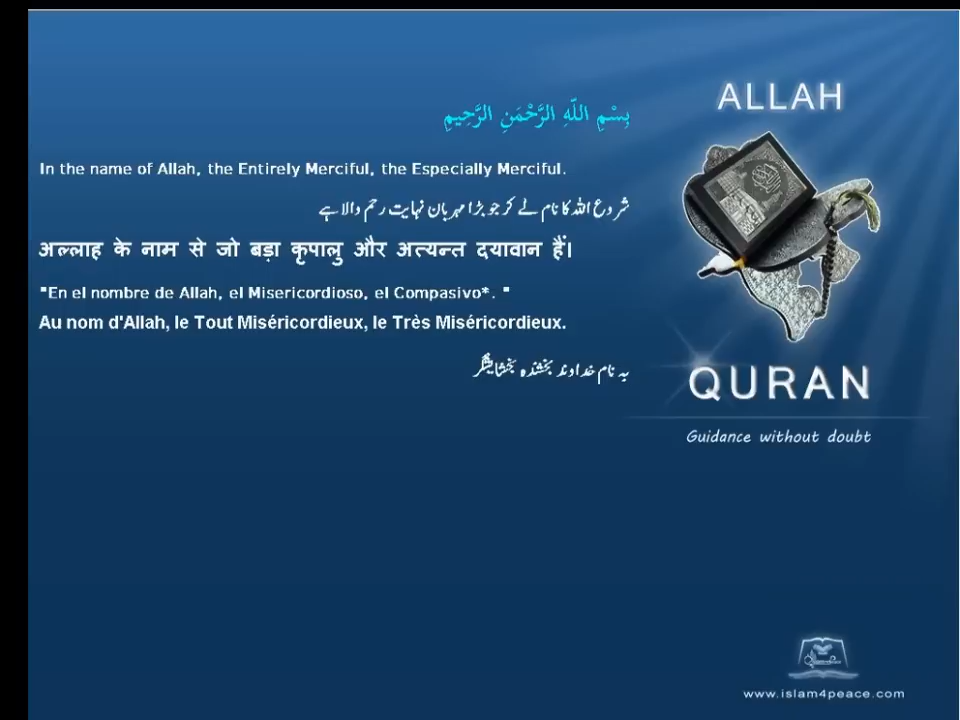 بِسْمِ اللَّهِ الرَّحْمَنِ الرَّحِيمِ
In the name of Allah, the Entirely Merciful, the Especially Merciful.
شروع الله کا نام لے کر جو بڑا مہربان نہایت رحم والا ہے
अल्लाह के नाम से जो बड़ा कृपालु और अत्यन्त दयावान हैं।
"En el nombre de Allah, el Misericordioso, el Compasivo*. "
Au nom d'Allah, le Tout Miséricordieux, le Très Miséricordieux.
به نام خداوند بخشنده بخشایشگر
ALLAH
QURAN
Guidance without doubt
www.islam4peace.com